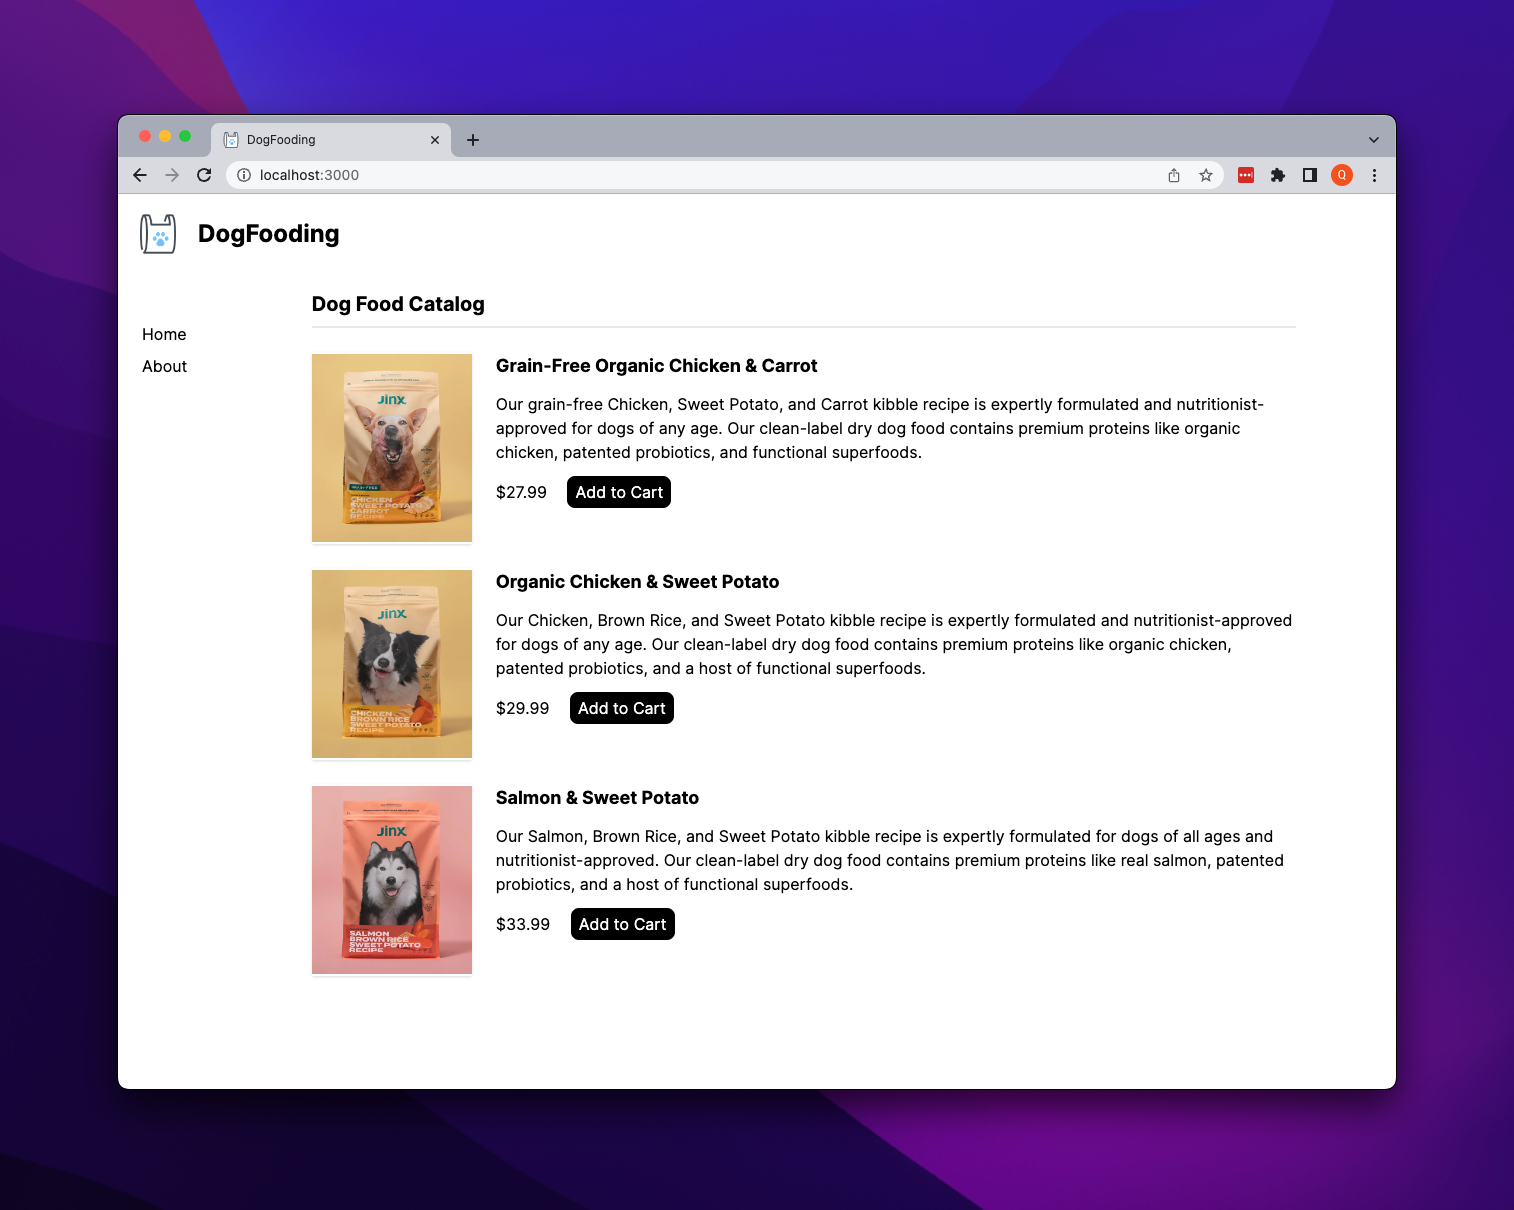 DogFooding
localhost:3000
Q
DogFooding
Home
About
Dog Food Catalog
Jinx
GRAIN-FREE
CHICKEN
SWEET POTATO
CARROT
RECIPE
Grain-Free Organic Chicken & Carrot
Our grain-free Chicken, Sweet Potato, and Carrot kibble recipe is expertly formulated and nutritionist-
approved for dogs of any age. Our clean-label dry dog food contains premium proteins like organic
chicken, patented probiotics, and functional superfoods.
$27.99 Add to Cart
Jinx
CHICKEN
BROWN RICE
SWEET POTATO
RECIPE
Organic Chicken & Sweet Potato
Our Chicken, Brown Rice, and Sweet Potato kibble recipe is expertly formulated and nutritionist-approved
for dogs of any age. Our clean-label dry dog food contains premium proteins like organic chicken,
patented probiotics, and a host of functional superfoods.
$29.99 Add to Cart
Jinx
SALMON
BROWN RICE
SWEET POTATO
RECIPE
Salmon & Sweet Potato
Our Salmon, Brown Rice, and Sweet Potato kibble recipe is expertly formulated for dogs of all ages and
nutritionist-approved. Our clean-label dry dog food contains premium proteins like real salmon, patented
probiotics, and a host of functional superfoods.
$33.99 Add to Cart